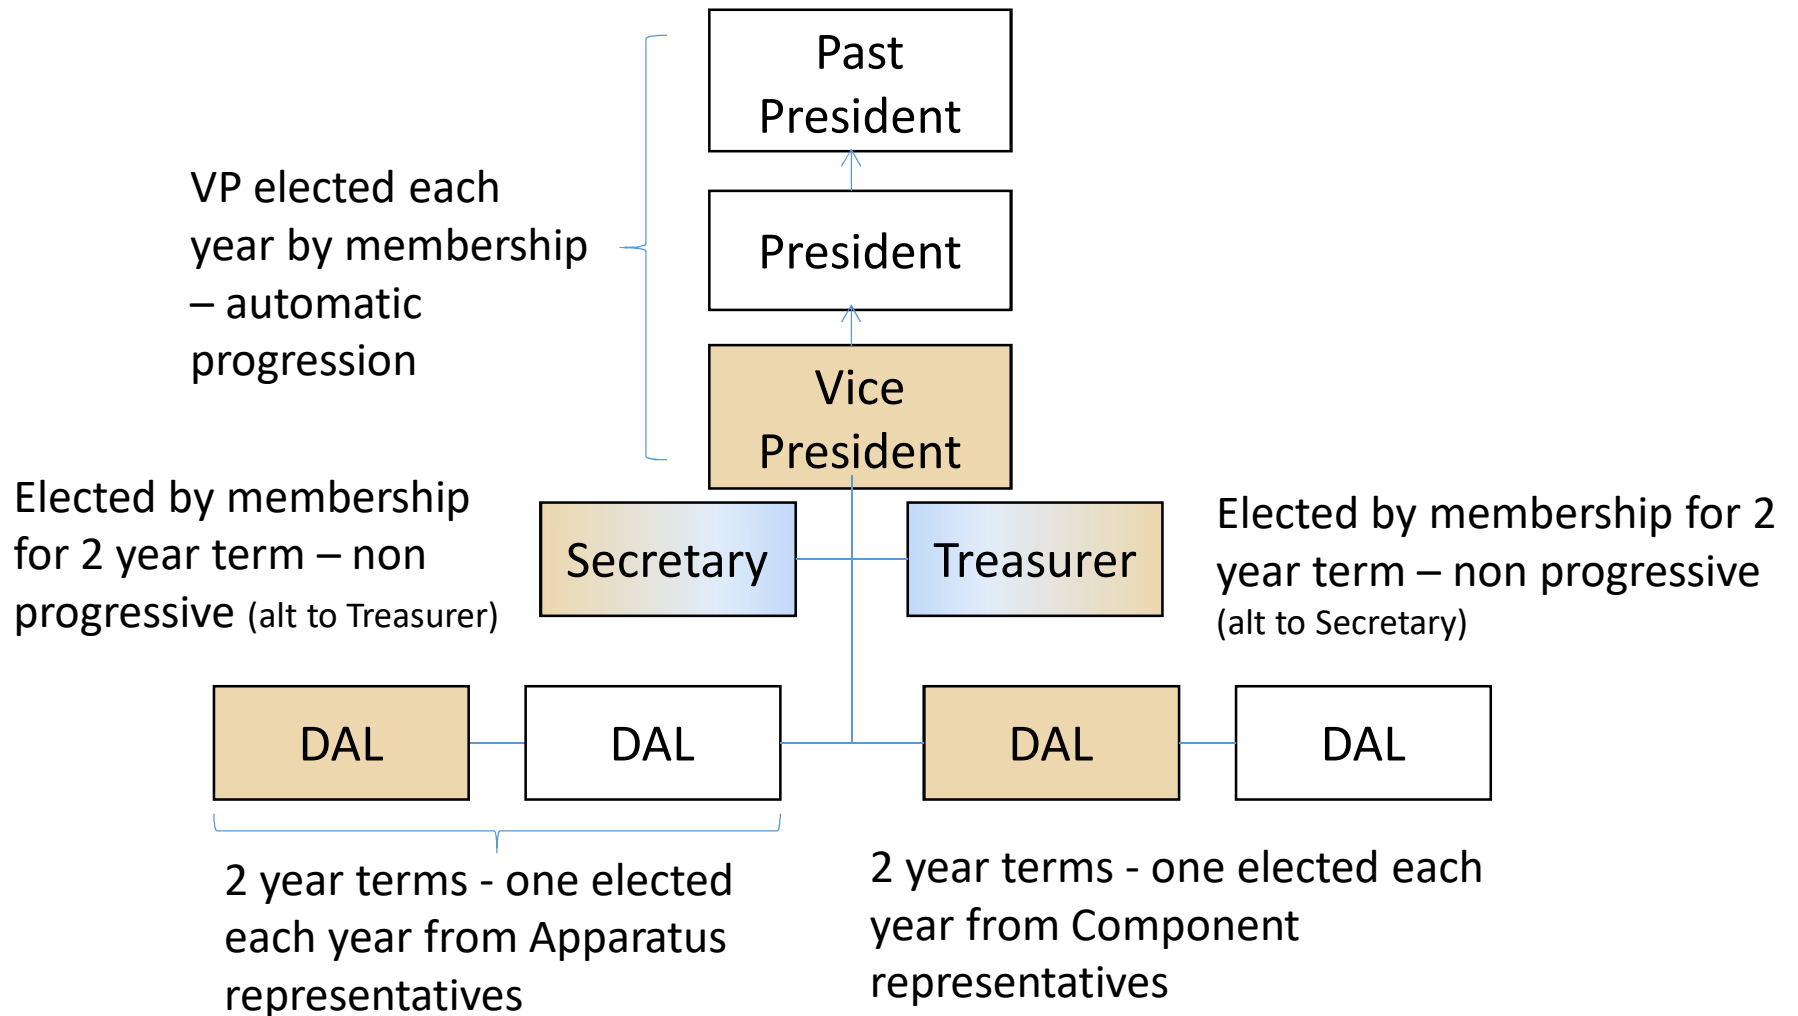 Past
President
VP elected each
year by membership
– automatic
progression
President
Vice
President
Elected by membership
for 2 year term – non
progressive (alt to Treasurer)
Secretary
Treasurer
Elected by membership for 2
year term – non progressive
(alt to Secretary)
DAL
DAL
DAL
DAL
2 year terms - one elected
each year from Apparatus
representatives
2 year terms - one elected each
year from Component
representatives